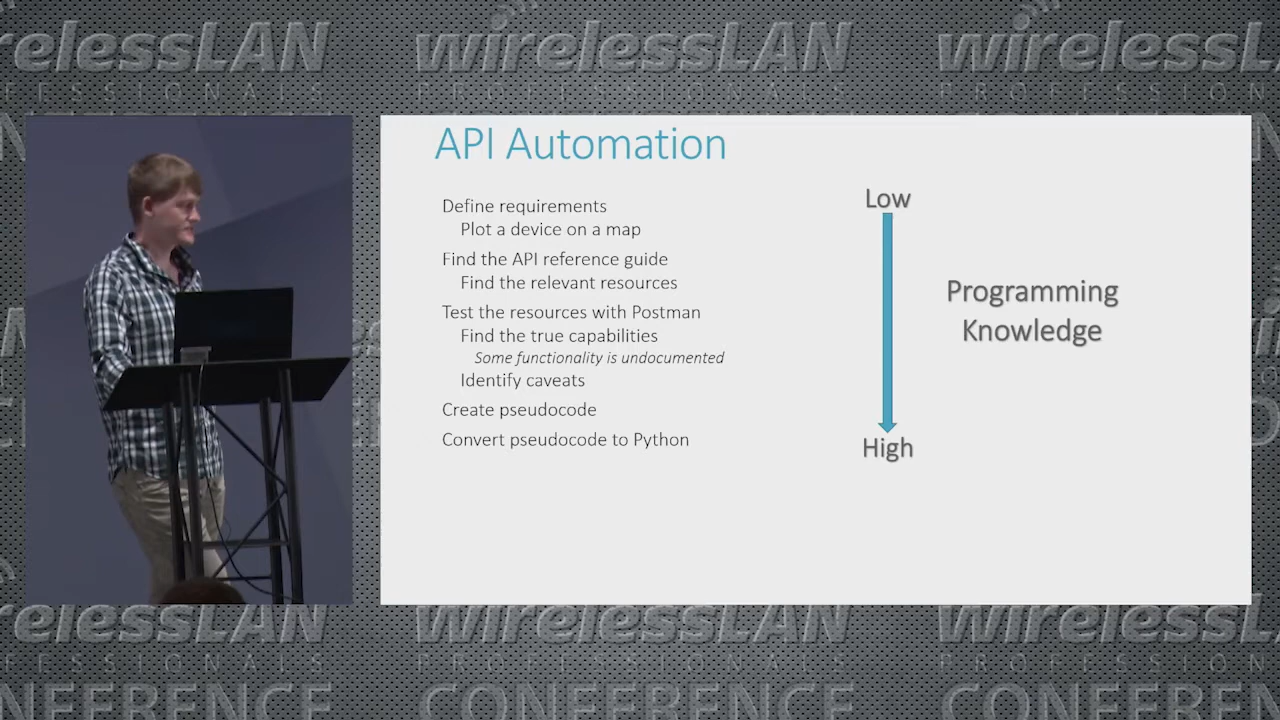 wirelessLAN
PROFESSIONALS
API Automation
Define requirements
Plot a device on a map
Find the API reference guide
Find the relevant resources
Test the resources with Postman
Find the true capabilities
Some functionality is undocumented
Identify caveats
Create pseudocode
Convert pseudocode to Python
Low
Programming
Knowledge
High
wirelessLAN
PROFESSIONALS
CONFERENCE